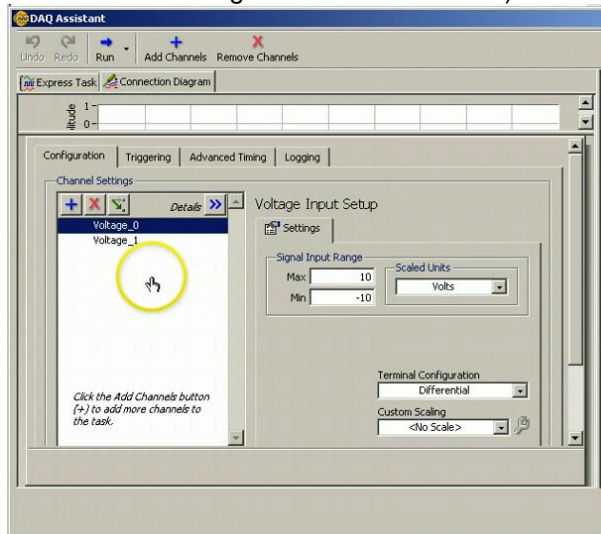 DAQ Assistant
Undo Redo Run Add Channels Remove Channels
Express Task Connection Diagram
1
0
Configuration Triggering Advanced Timing Logging
Channel Settings
Details
Voltage_0
Voltage_1
Click the Add Channels button
(+) to add more channels to
the task.
Voltage Input Setup
Settings
Signal Input Range
Max 10
Min -10
Scaled Units
Volts
Terminal Configuration
Differential
Custom Scaling
<No Scale>